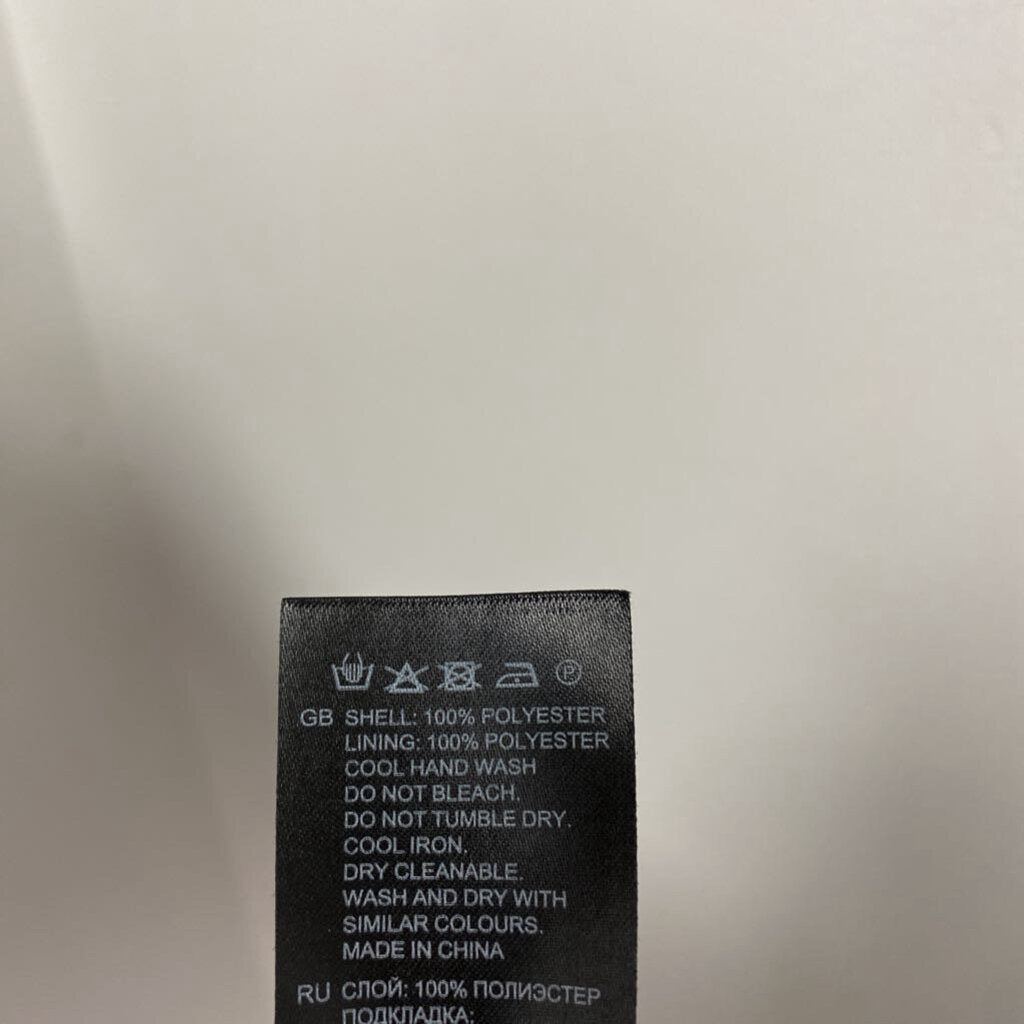 P
GB SHELL: 100% POLYESTER
LINING: 100% POLYESTER
COOL HAND WASH
DO NOT BLEACH.
DO NOT TUMBLE DRY.
COOL IRON.
DRY CLEANABLE.
WASH AND DRY WITH
SIMILAR COLOURS.
MADE IN CHINA
RU СЛОЙ: 100% ПОЛИЭСТЕР
ПОДКЛАДКА: